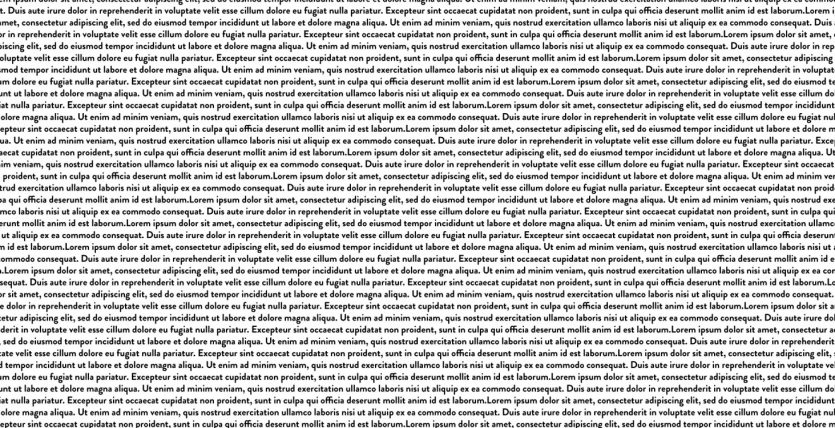 t. Duis aute irure dolor in reprehenderit in voluptate velit esse cillum dolore eu fugiat nulla pariatur. Excepteur sint occaecat cupidatat non proident, sunt in culpa qui officia deserunt mollit anim id est laborum.Lorem i
amet, consectetur adipiscing elit, sed do eiusmod tempor incididunt ut labore et dolore magna aliqua. Ut enim ad minim veniam, quis nostrud exercitation ullamco laboris nisi ut aliquip ex ea commodo consequat. Duis
or in reprehenderit in voluptate velit esse cillum dolore eu fugiat nulla pariatur. Excepteur sint occaecat cupidatat non proident, sunt in culpa qui officia deserunt mollit anim id est laborum.Lorem ipsum dolor sit amet,
piscing elit, sed do eiusmod tempor incididunt ut labore et dolore magna aliqua. Ut enim ad minim veniam, quis nostrud exercitation ullamco laboris nisi ut aliquip ex ea commodo consequat. Duis aute irure dolor in rep
oluptate velit esse cillum dolore eu fugiat nulla pariatur. Excepteur sint occaecat cupidatat non proident, sunt in culpa qui officia deserunt mollit anim id est laborum.Lorem ipsum dolor sit amet, consectetur adipiscing
smod tempor incididunt ut labore et dolore magna aliqua. Ut enim ad minim veniam, quis nostrud exercitation ullamco laboris nisi ut aliquip ex ea commodo consequat. Duis aute irure dolor in reprehenderit in voluptat
um dolore eu fugiat nulla pariatur. Excepteur sint occaecat cupidatat non proident, sunt in culpa qui officia deserunt mollit anim id est laborum.Lorem ipsum dolor sit amet, consectetur adipiscing elit, sed do eiusmod t
unt ut labore et dolore magna aliqua. Ut enim ad minim veniam, quis nostrud exercitation ullamco laboris nisi ut aliquip ex ea commodo consequat. Duis aute irure dolor in reprehenderit in voluptate velit esse cillum do
iat nulla pariatur. Excepteur sint occaecat cupidatat non proident, sunt in culpa qui officia deserunt mollit anim id est laborum.Lorem ipsum dolor sit amet, consectetur adipiscing elit, sed do eiusmod tempor incididunt
olore magna aliqua. Ut enim ad minim veniam, quis nostrud exercitation ullamco laboris nisi ut aliquip ex ea commodo consequat. Duis aute irure dolor in reprehenderit in voluptate velit esse cillum dolore eu fugiat nul
epteur sint occaecat cupidatat non proident, sunt in culpa qui officia deserunt mollit anim id est laborum.Lorem ipsum dolor sit amet, consectetur adipiscing elit, sed do eiusmod tempor incididunt ut labore et dolore m
ua. Ut enim ad minim veniam, quis nostrud exercitation ullamco laboris nisi ut aliquip ex ea commodo consequat. Duis aute irure dolor in reprehenderit in voluptate velit esse cillum dolore eu fugiat nulla pariatur. Exce
aecat cupidatat non proident, sunt in culpa qui officia deserunt mollit anim id est laborum.Lorem ipsum dolor sit amet, consectetur adipiscing elit, sed do eiusmod tempor incididunt ut labore et dolore magna aliqua. Ut
im veniam, quis nostrud exercitation ullamco laboris nisi ut aliquip ex ea commodo consequat. Duis aute irure dolor in reprehenderit in voluptate velit esse cillum dolore eu fugiat nulla pariatur. Excepteur sint occaecat
proident, sunt in culpa qui officia deserunt mollit anim id est laborum.Lorem ipsum dolor sit amet, consectetur adipiscing elit, sed do eiusmod tempor incididunt ut labore et dolore magna aliqua. Ut enim ad minim ver
trud exercitation ullamco laboris nisi ut aliquip ex ea commodo consequat. Duis aute irure dolor in reprehenderit in voluptate velit esse cillum dolore eu fugiat nulla pariatur. Excepteur sint occaecat cupidatat non proid
pa qui officia deserunt mollit anim id est laborum.Lorem ipsum dolor sit amet, consectetur adipiscing elit, sed do eiusmod tempor incididunt ut labore et dolore magna aliqua. Ut enim ad minim veniam, quis nostrud exe
mco laboris nisi ut aliquip ex ea commodo consequat. Duis aute irure dolor in reprehenderit in voluptate velit esse cillum dolore eu fugiat nulla pariatur. Excepteur sint occaecat cupidatat non proident, sunt in culpa qui
erunt mollit anim id est laborum.Lorem ipsum dolor sit amet, consectetur adipiscing elit, sed do eiusmod tempor incididunt ut labore et dolore magna aliqua. Ut enim ad minim veniam, quis nostrud exercitation ullamc
ut aliquip ex ea commodo consequat. Duis aute irure dolor in reprehenderit in voluptate velit esse cillum dolore eu fugiat nulla pariatur. Excepteur sint occaecat cupidatat non proident, sunt in culpa qui officia deserun
m id est laborum.Lorem ipsum dolor sit amet, consectetur adipiscing elit, sed do eiusmod tempor incididunt ut labore et dolore magna aliqua. Ut enim ad minim veniam, quis nostrud exercitation ullamco laboris nisi ut
ommodo consequat. Duis aute irure dolor in reprehenderit in voluptate velit esse cillum dolore eu fugiat nulla pariatur. Excepteur sint occaecat cupidatat non proident, sunt in culpa qui officia deserunt mollit anim id e
.Lorem ipsum dolor sit amet, consectetur adipiscing elit, sed do eiusmod tempor incididunt ut labore et dolore magna aliqua. Ut enim ad minim veniam, quis nostrud exercitation ullamco laboris nisi ut aliquip ex ea com
sequat. Duis aute irure dolor in reprehenderit in voluptate velit esse cillum dolore eu fugiat nulla pariatur. Excepteur sint occaecat cupidatat non proident, sunt in culpa qui officia deserunt mollit anim id est laborum.Lo
or sit amet, consectetur adipiscing elit, sed do eiusmod tempor incididunt ut labore et dolore magna aliqua. Ut enim ad minim veniam, quis nostrud exercitation ullamco laboris nisi ut aliquip ex ea commodo consequat.
e dolor in reprehenderit in voluptate velit esse cillum dolore eu fugiat nulla pariatur. Excepteur sint occaecat cupidatat non proident, sunt in culpa qui officia deserunt mollit anim id est laborum.Lorem ipsum dolor sit a
etur adipiscing elit, sed do eiusmod tempor incididunt ut labore et dolore magna aliqua. Ut enim ad minim veniam, quis nostrud exercitation ullamco laboris nisi ut aliquip ex ea commodo consequat. Duis aute irure dol
derit in voluptate velit esse cillum dolore eu fugiat nulla pariatur. Excepteur sint occaecat cupidatat non proident, sunt in culpa qui officia deserunt mollit anim id est laborum.Lorem ipsum dolor sit amet, consectetur a
, sed do eiusmod tempor incididunt ut labore et dolore magna aliqua. Ut enim ad minim veniam, quis nostrud exercitation ullamco laboris nisi ut aliquip ex ea commodo consequat. Duis aute irure dolor in reprehenderit
tate velit esse cillum dolore eu fugiat nulla pariatur. Excepteur sint occaecat cupidatat non proident, sunt in culpa qui officia deserunt mollit anim id est laborum.Lorem ipsum dolor sit amet, consectetur adipiscing elit, s
d tempor incididunt ut labore et dolore magna aliqua. Ut enim ad minim veniam, quis nostrud exercitation ullamco laboris nisi ut aliquip ex ea commodo consequat. Duis aute irure dolor in reprehenderit in voluptate vel
um dolore eu fugiat nulla pariatur. Excepteur sint occaecat cupidatat non proident, sunt in culpa qui officia deserunt mollit anim id est laborum.Lorem ipsum dolor sit amet, consectetur adipiscing elit, sed do eiusmod te
unt ut labore et dolore magna aliqua. Ut enim ad minim veniam, quis nostrud exercitation ullamco laboris nisi ut aliquip ex ea commodo consequat. Duis aute irure dolor in reprehenderit in voluptate velit esse cillum do
iat nulla pariatur. Excepteur sint occaecat cupidatat non proident, sunt in culpa qui officia deserunt mollit anim id est laborum.Lorem ipsum dolor sit amet, consectetur adipiscing elit, sed do eiusmod tempor incididunt
olore magna aliqua. Ut enim ad minim veniam, quis nostrud exercitation ullamco laboris nisi ut aliquip ex ea commodo consequat. Duis aute irure dolor in reprehenderit in voluptate velit esse cillum dolore eu fugiat nul
epteur sint occaecat cupidatat non proident, sunt in culpa qui officia deserunt mollit anim id est laborum.Lorem ipsum dolor sit amet, consectetur adipiscing elit, sed do eiusmod tempor incididunt ut labore et dolore m